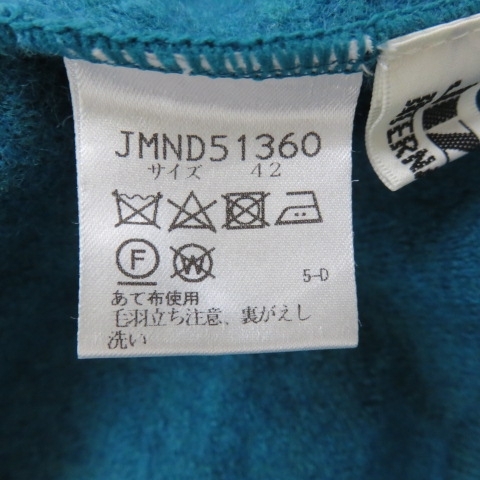 JMND51360
サイズ 42
F W
5-D
あて布使用
毛羽立ち注意、裏がえし
洗い